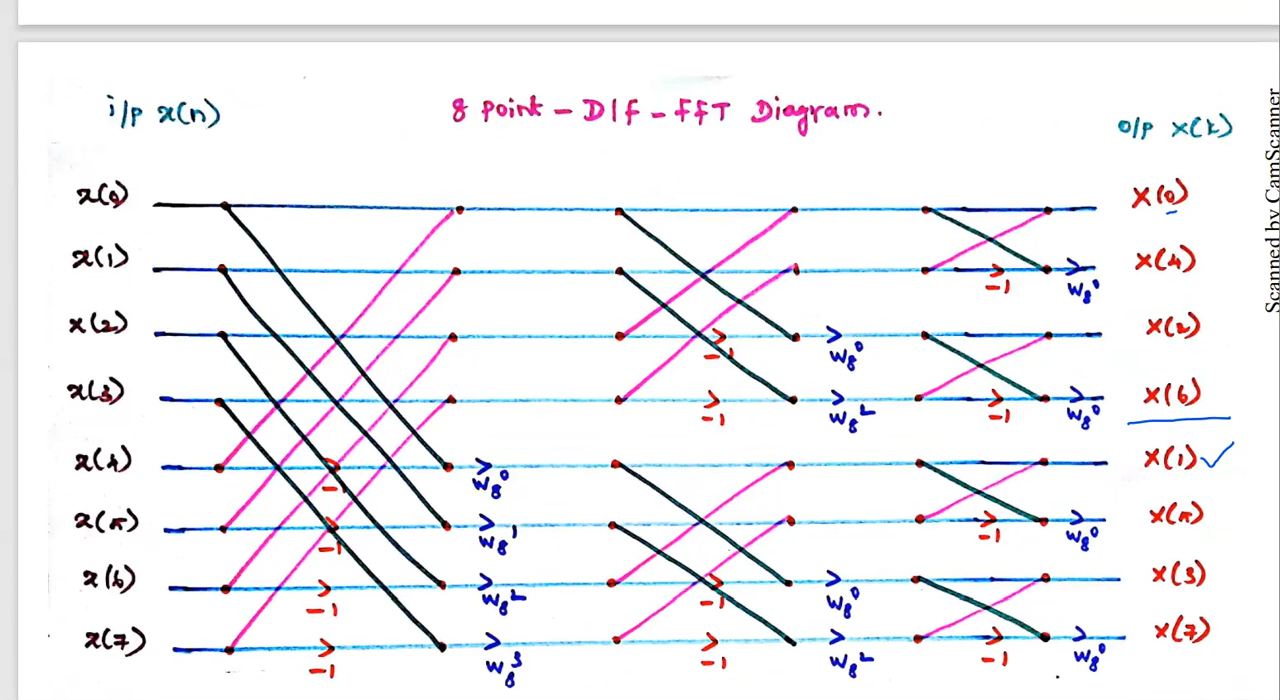 i/p x(n)
8 point - DIF - FFT Diagram.
o/p x(k)
x(0)
X(0)
x(1)
-1
W8^0
X(4)
x(2)
-1
W8^0
X(2)
x(3)
-1
W8^2
-1
W8^0
X(6)
x(4)
-1
W8^0
X(1) ✓
x(5)
-1
W8^1
-1
W8^0
X(5)
x(6)
-1
W8^2
-1
W8^0
X(3)
x(7)
-1
W8^3
-1
W8^2
-1
W8^0
X(7)
Scanned by CamScanner